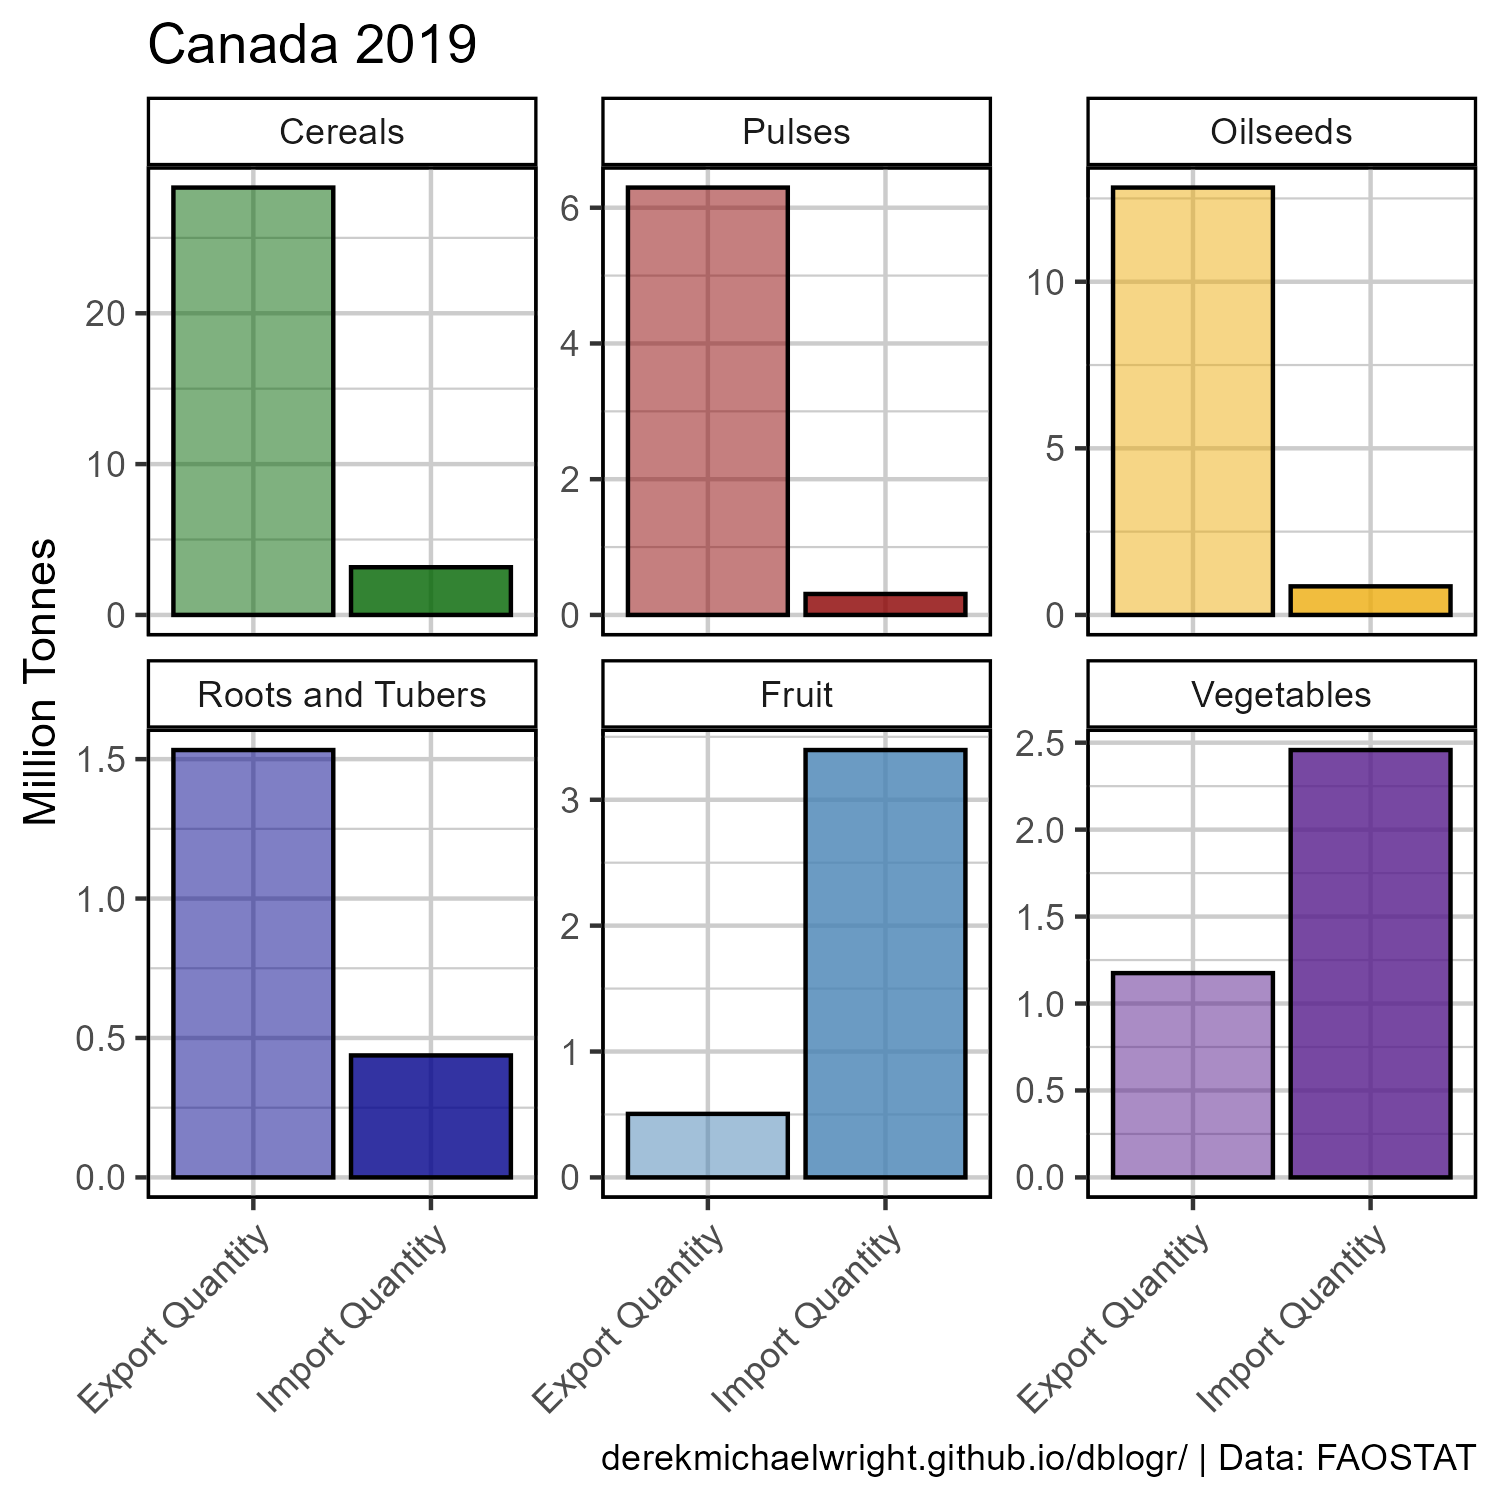 Canada 2019
Cereals
Pulses
Oilseeds
20
10
0
6
4
2
0
10
5
0
Million Tonnes
Roots and Tubers
Fruit
Vegetables
1.5
1.0
0.5
0.0
3
2
1
0
2.5
2.0
1.5
1.0
0.5
0.0
Export Quantity
Import Quantity
Export Quantity
Import Quantity
Export Quantity
Import Quantity
derekmichaelwright.github.io/dblogr/ | Data: FAOSTAT